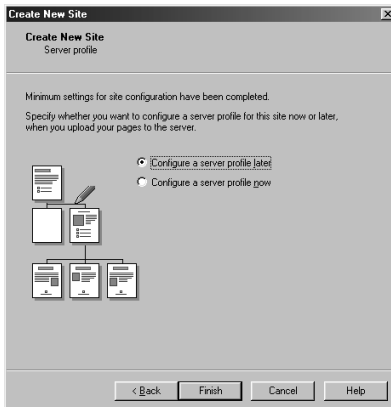 Create New Site
Create New Site
Server profile
Minimum settings for site configuration have been completed.
Specify whether you want to configure a server profile for this site now or later,
when you upload your pages to the server.
Configure a server profile later
Configure a server profile now
< Back
Finish
Cancel
Help